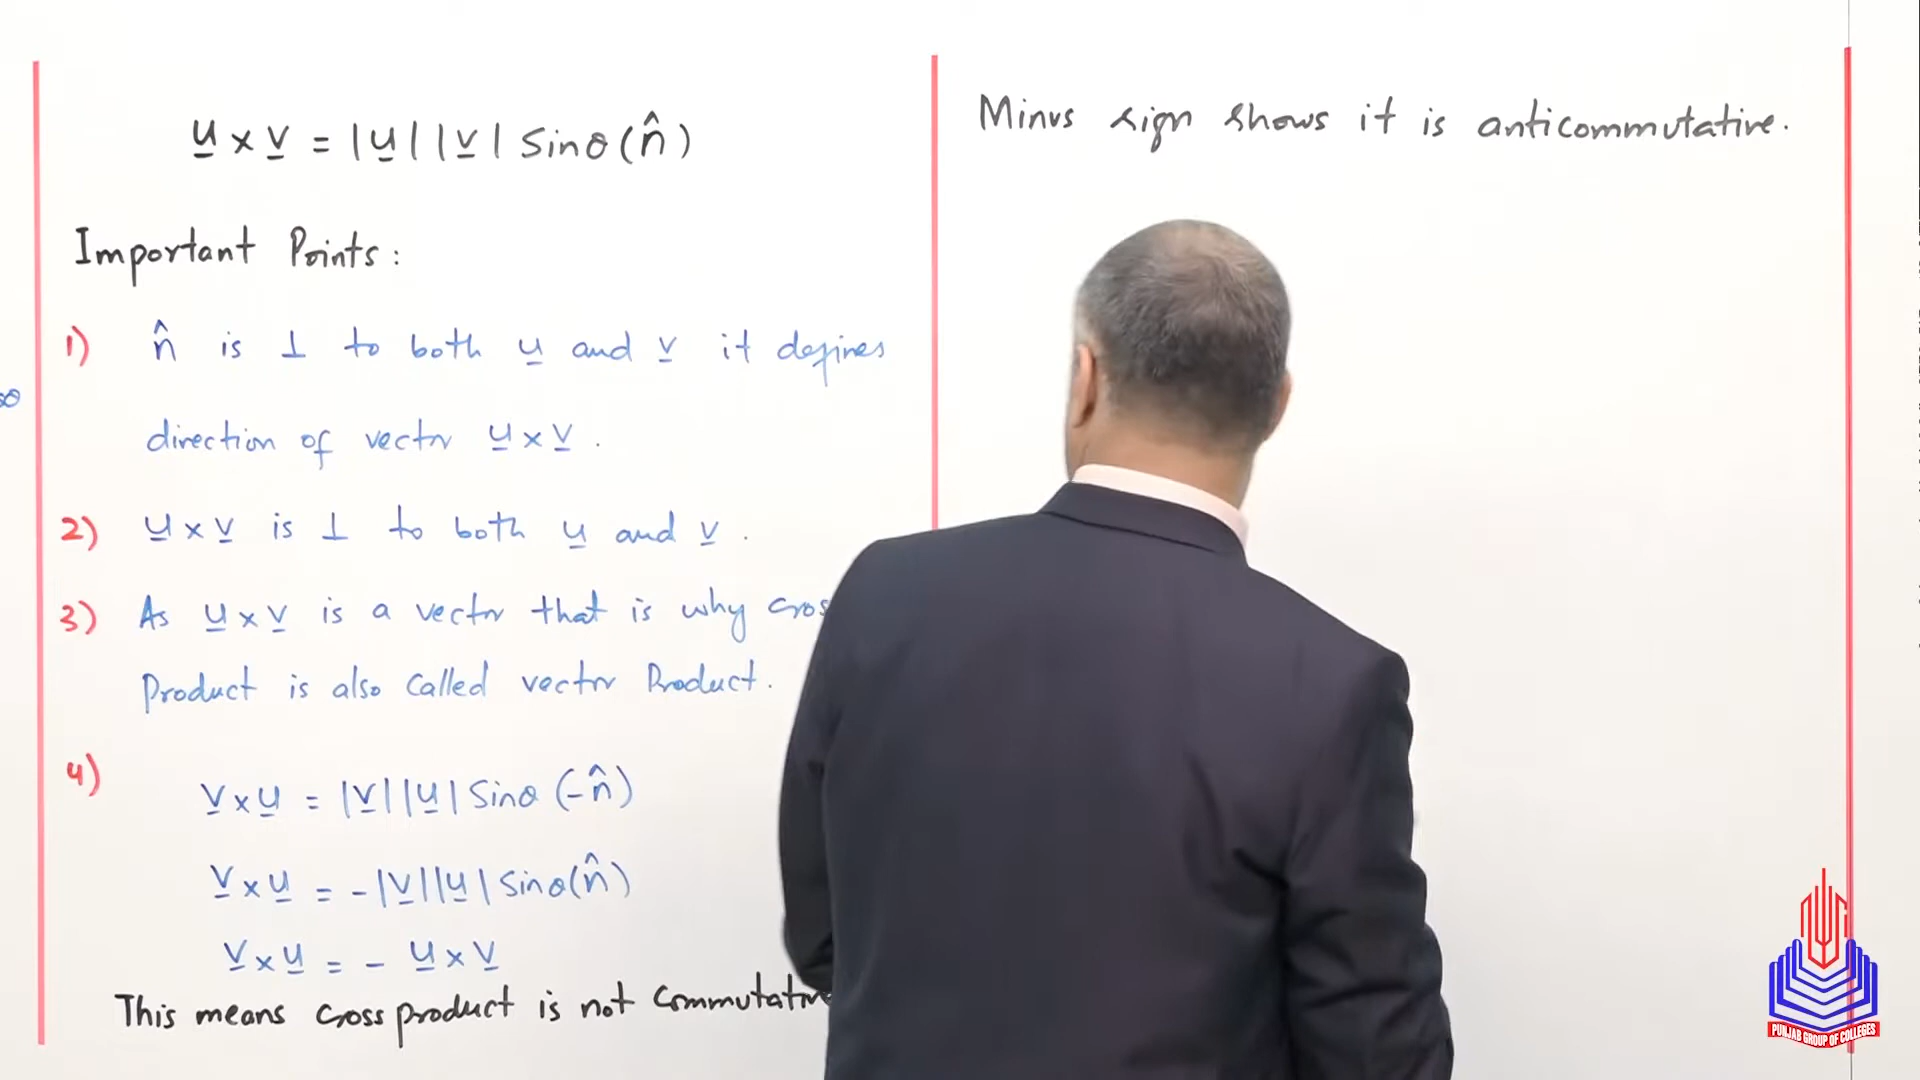 u̲ × v̲ = |u̲| |v̲| Sinθ (n̂)
Important Points:
1) n̂ is ⊥ to both u̲ and v̲ it defines
direction of vector u̲ × v̲ .
2) u̲ × v̲ is ⊥ to both u̲ and v̲ .
3) As u̲ × v̲ is a vector that is why cros
Product is also Called vector Product.
4)
v̲ × u̲ = |v̲| |u̲| Sinθ (-n̂)
v̲ × u̲ = - |v̲| |u̲| Sinθ (n̂)
v̲ × u̲ = - u̲ × v̲
This means cross product is not Commutativ
Minus sign shows it is anticommutative.
PUNJAB GROUP OF COLLEGES